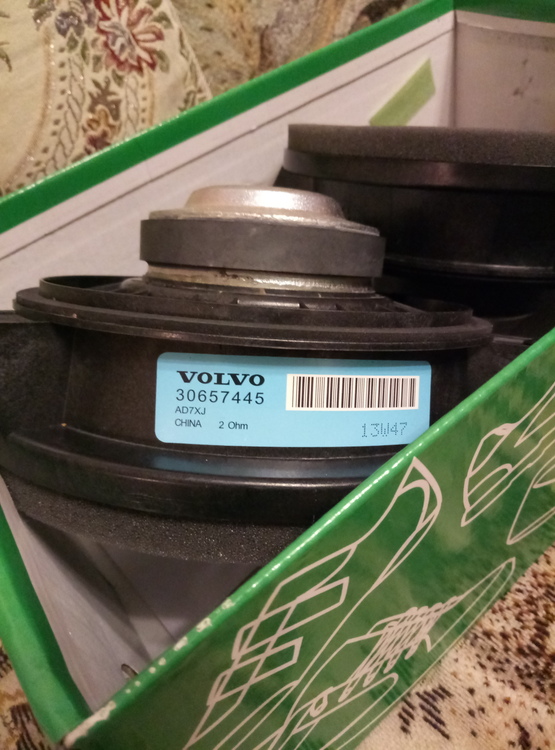 VOLVO
30657445
AD7XJ
CHINA 2 Ohm
13W47